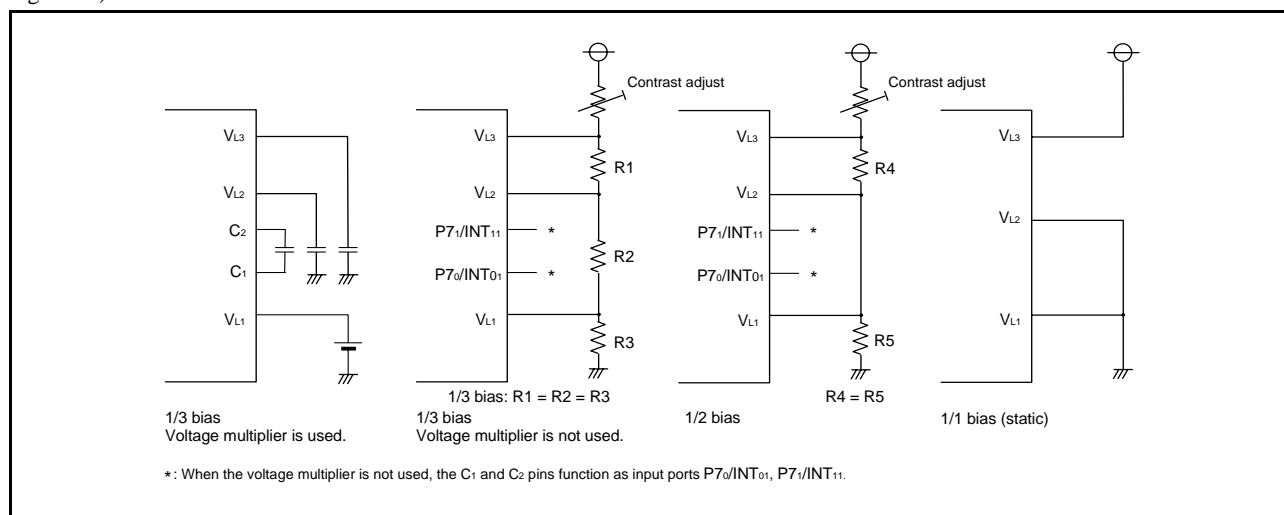 Contrast adjust
Contrast adjust
VL3
VL2
C2
C1
VL1
VL3
R1
VL2
P71/INT11 *
R2
P70/INT01 *
VL1
R3
VL3
R4
VL2
P71/INT11 *
P70/INT01 *
VL1
R5
VL3
VL2
VL1
1/3 bias
Voltage multiplier is used.
1/3 bias: R1 = R2 = R3
1/3 bias
Voltage multiplier is not used.
1/2 bias
R4 = R5
1/1 bias (static)
*: When the voltage multiplier is not used, the C1 and C2 pins function as input ports P70/INT01, P71/INT11.